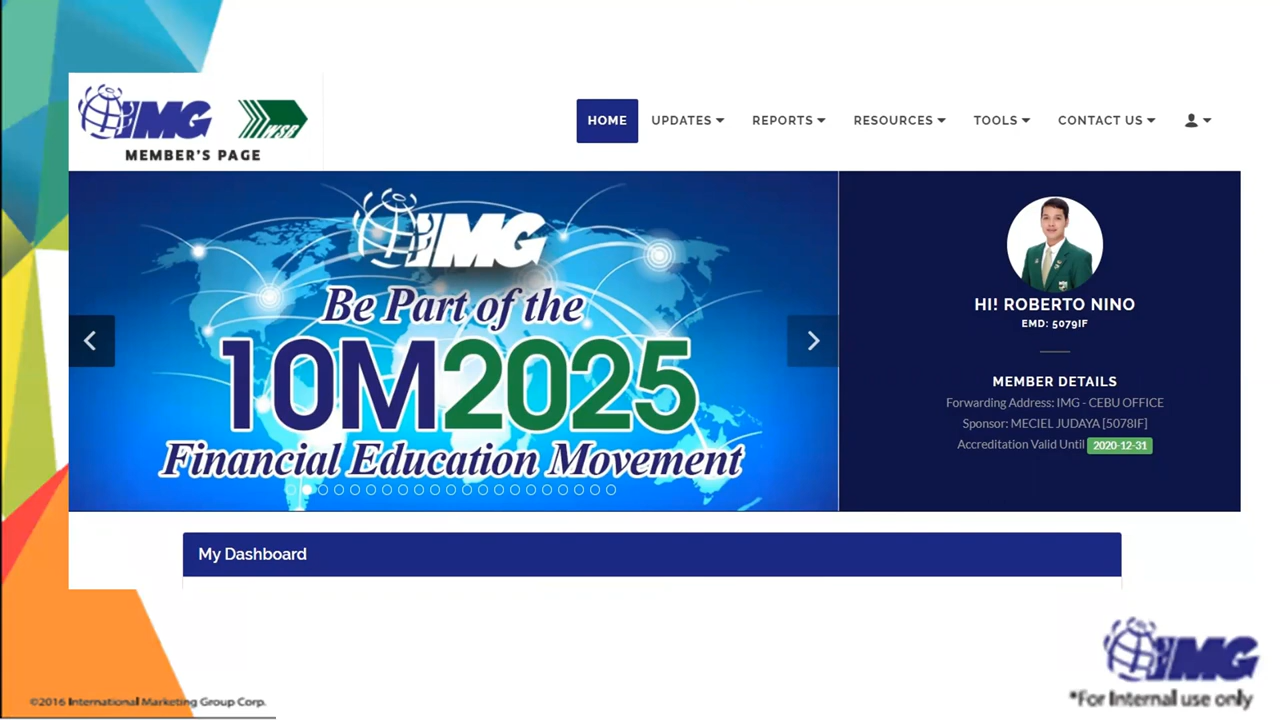 IMG
WSB
MEMBER'S PAGE
HOME
UPDATES
REPORTS
RESOURCES
TOOLS
CONTACT US
IMG
Be Part of the
10M2025
Financial Education Movement
HI! ROBERTO NINO
EMD: 5079IF
MEMBER DETAILS
Forwarding Address: IMG - CEBU OFFICE
Sponsor: MECIEL JUDAYA [5078IF]
Accreditation Valid Until 2020-12-31
My Dashboard
IMG
*For Internal use only
©2016 International Marketing Group Corp.